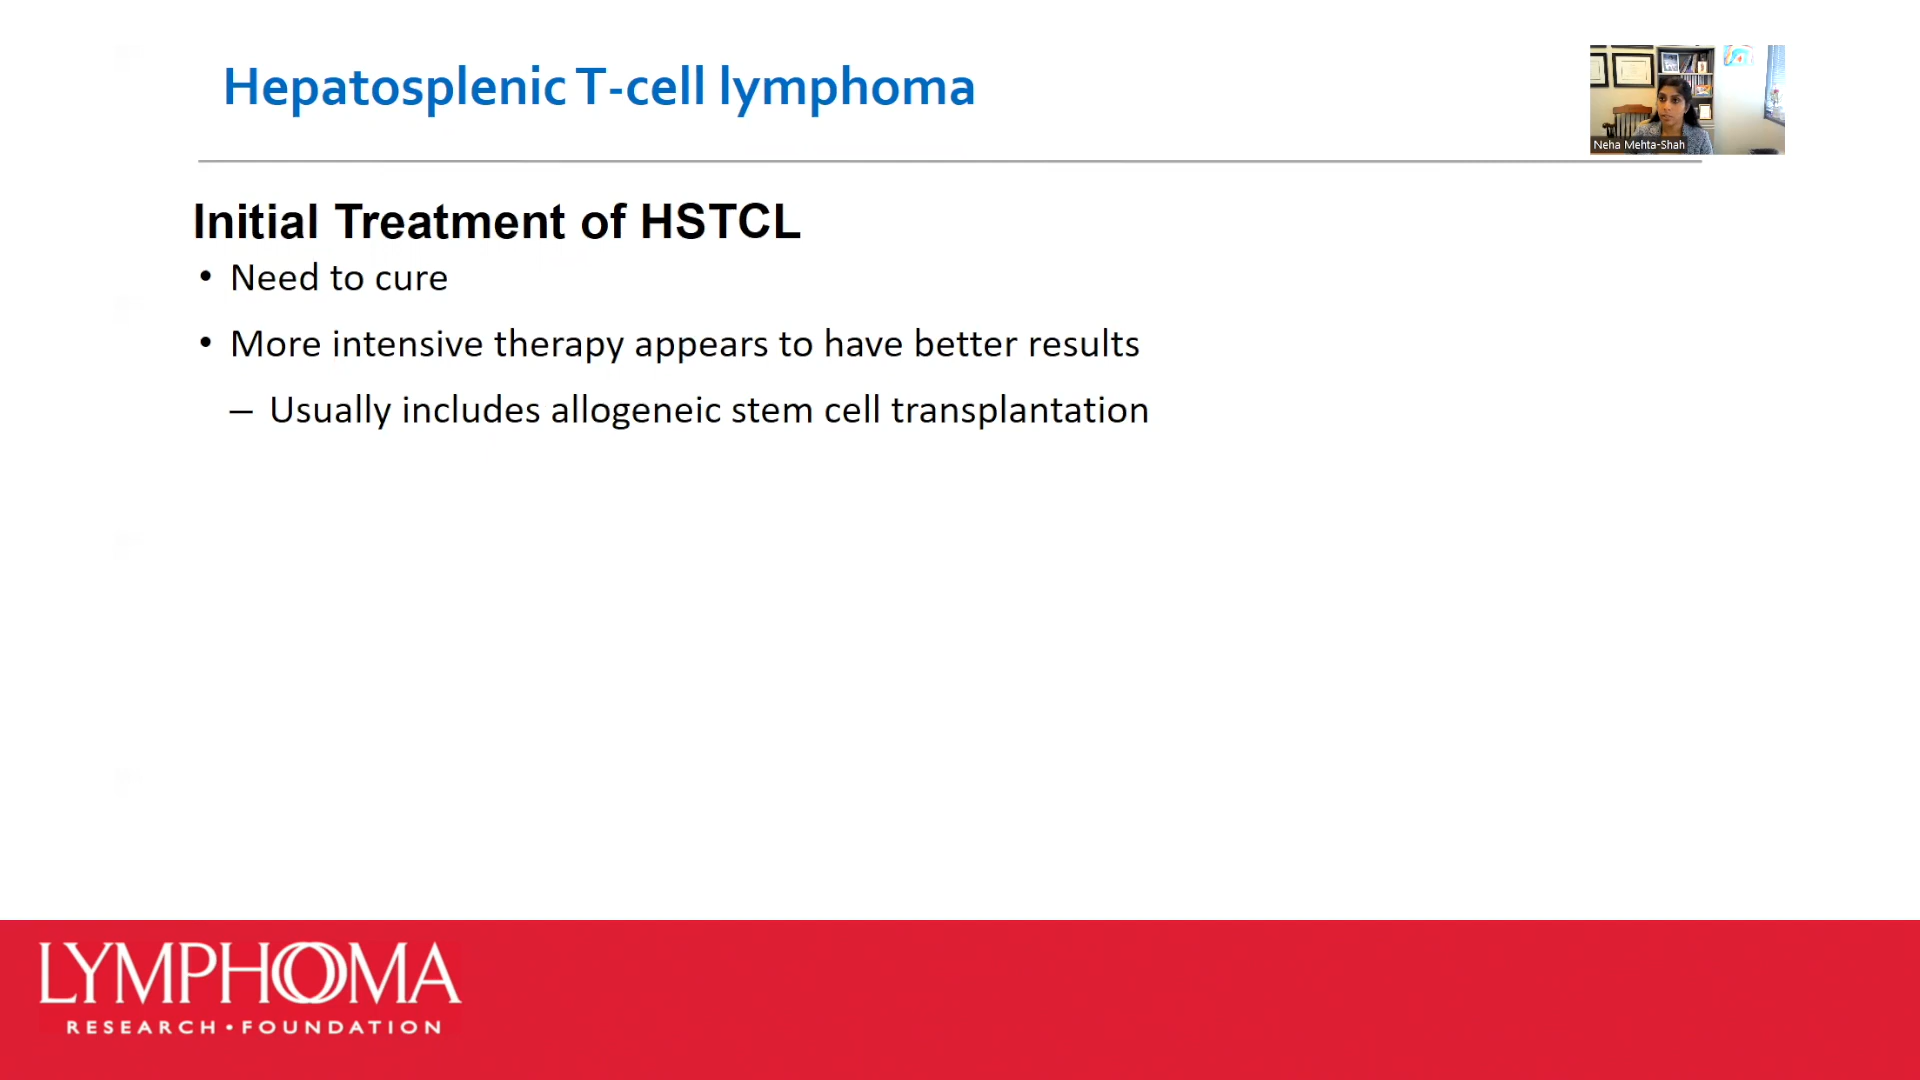 Hepatosplenic T-cell lymphoma
Neha Mehta-Shah
Initial Treatment of HSTCL
• Need to cure
• More intensive therapy appears to have better results
– Usually includes allogeneic stem cell transplantation
LYMPHOMA
RESEARCH • FOUNDATION